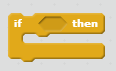 if then